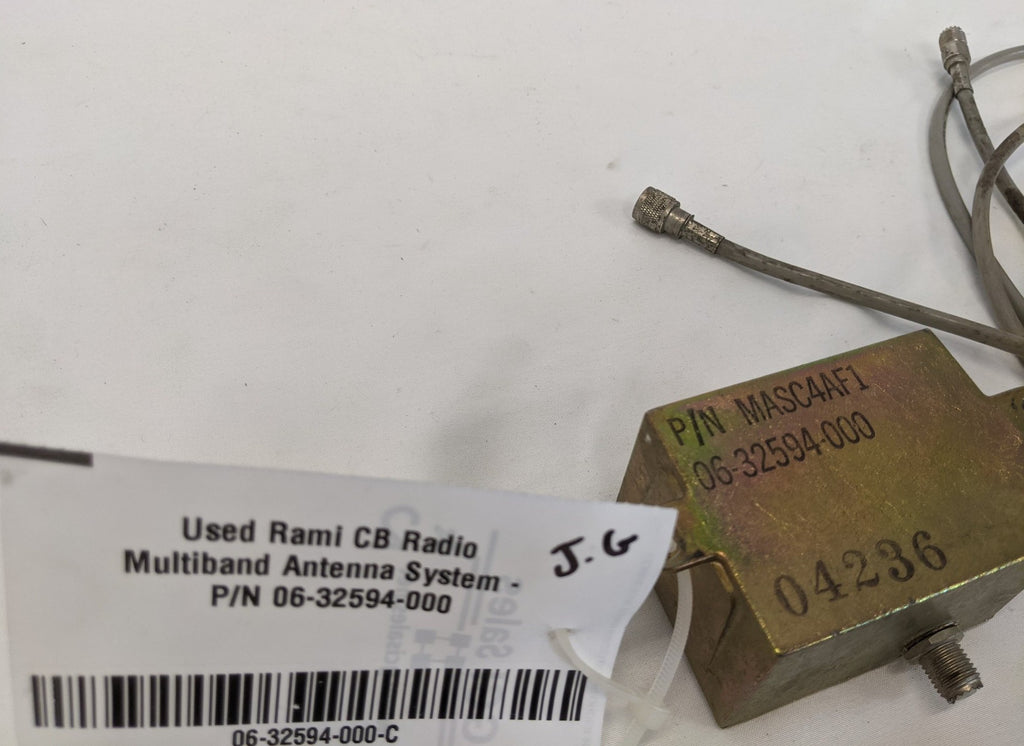 P/N MASC4AF1
06-32594-000
04236
Used Rami CB Radio
Multiband Antenna System -
P/N 06-32594-000
J.G
06-32594-000-C